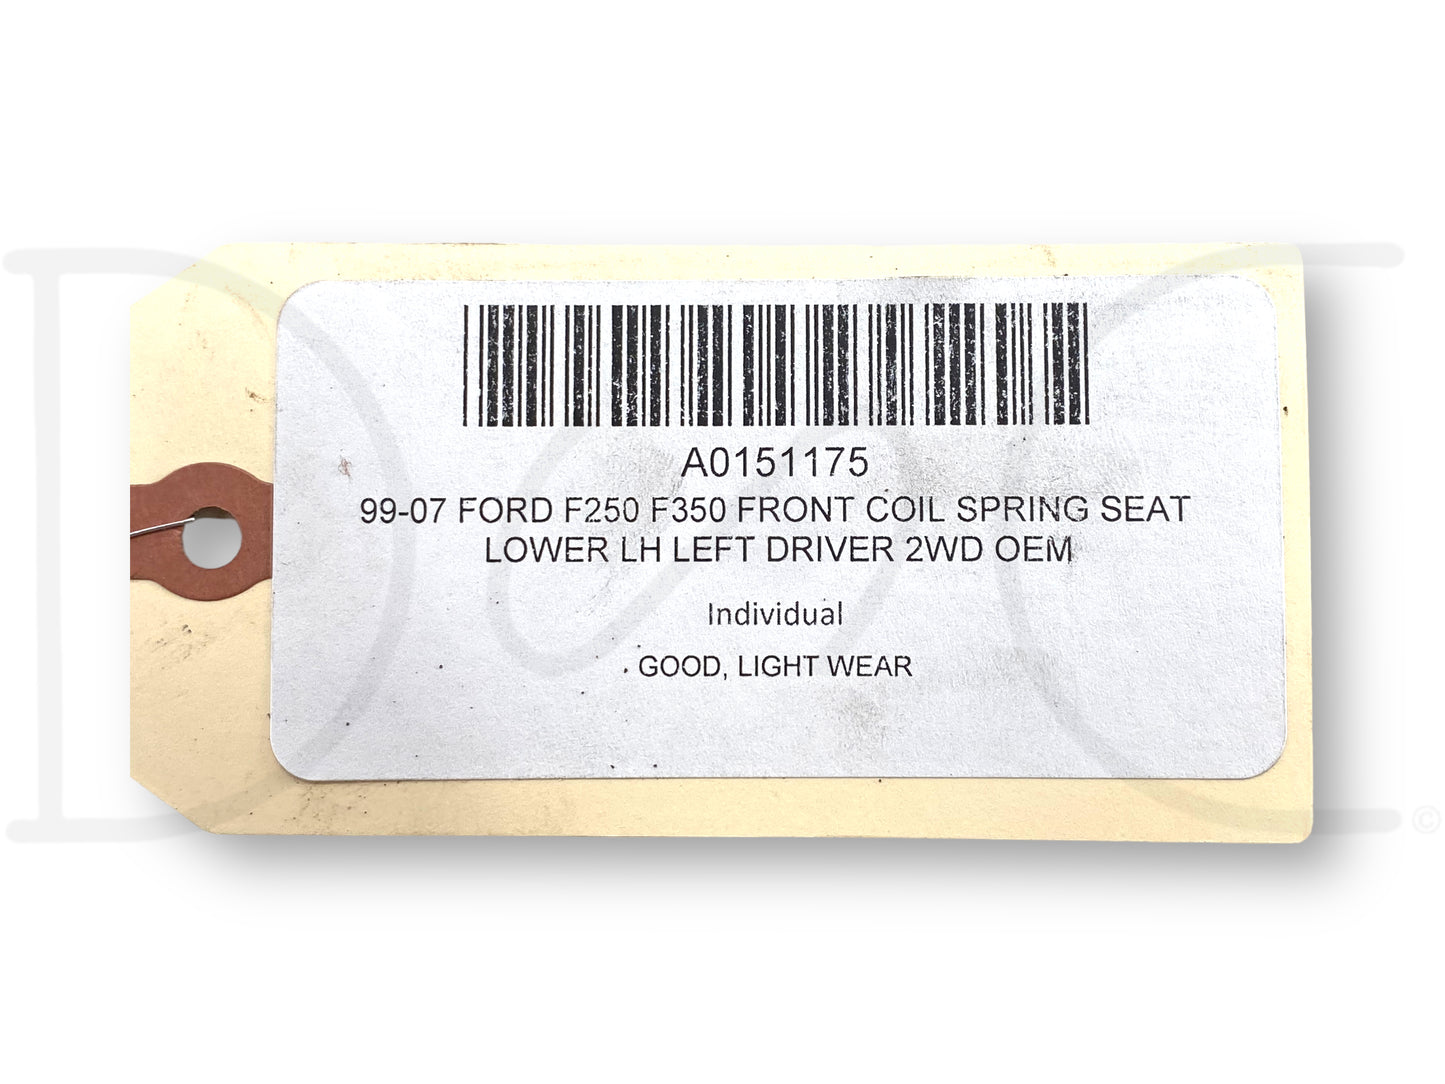 A0151175
99-07 FORD F250 F350 FRONT COIL SPRING SEAT
LOWER LH LEFT DRIVER 2WD OEM
Individual
GOOD, LIGHT WEAR
©